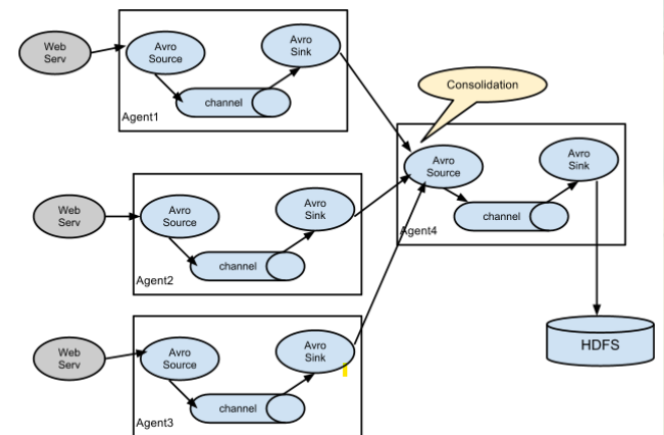 Web
Serv
Avro
Source
Avro
Sink
channel
Agent1
Consolidation
Web
Serv
Avro
Source
Avro
Sink
channel
Agent2
Avro
Source
Avro
Sink
channel
Agent4
Web
Serv
Avro
Source
Avro
Sink
channel
Agent3
HDFS